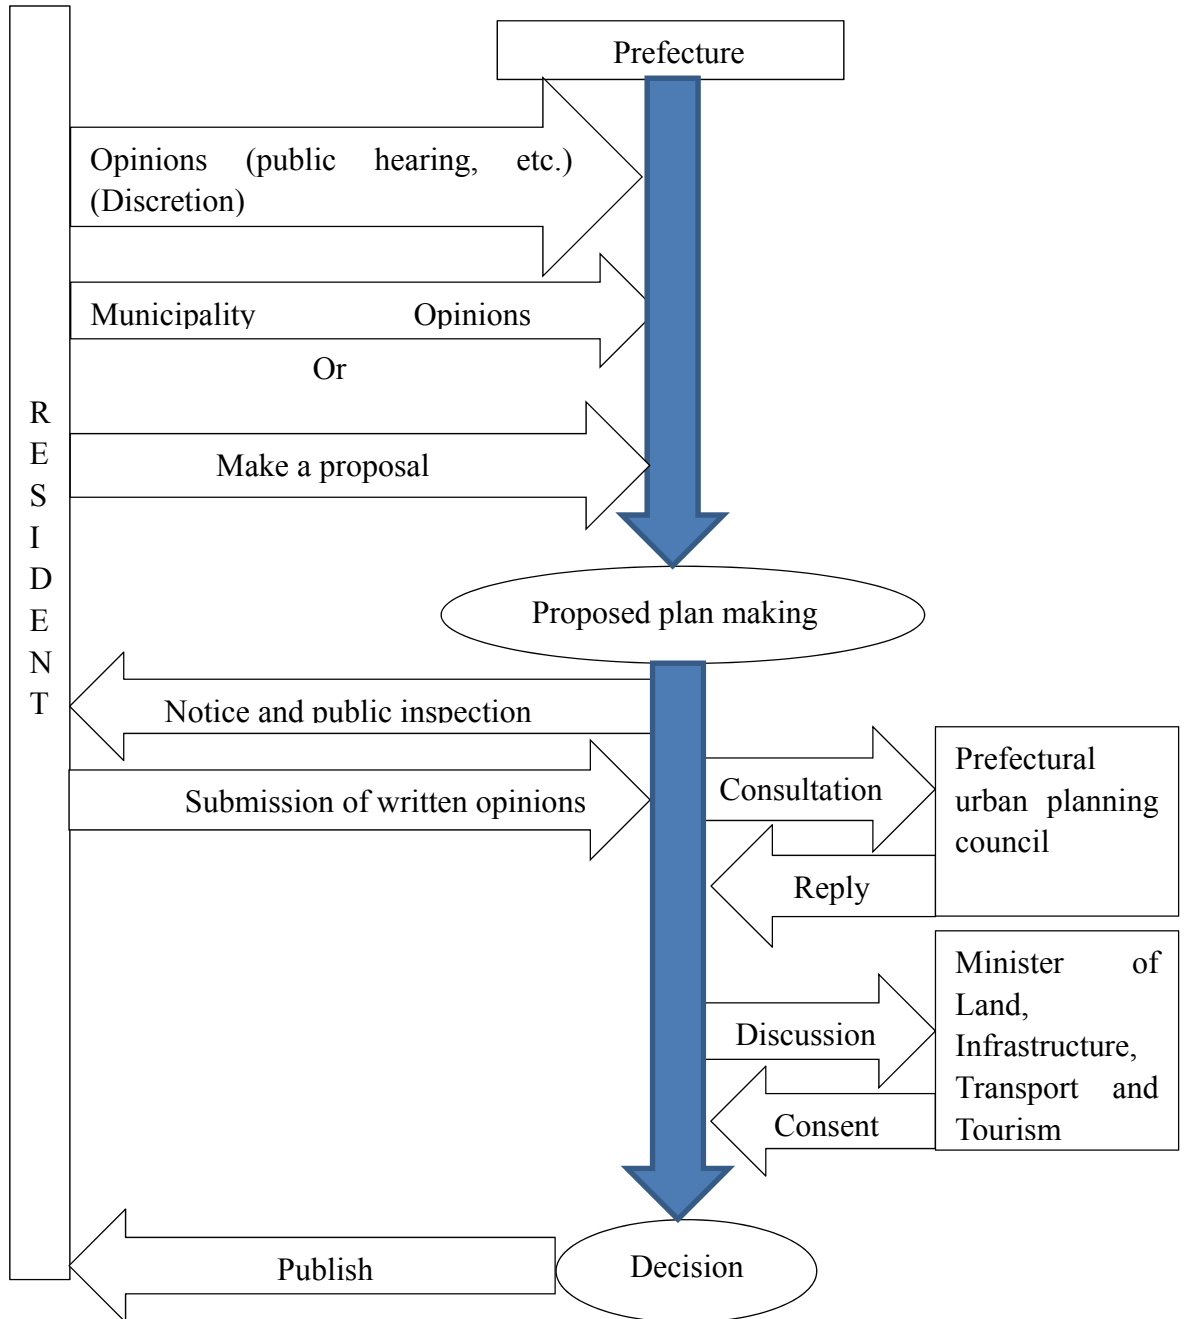 Prefecture
Opinions (public hearing, etc.)
(Discretion)
Municipality Opinions
Or
Make a proposal
R
E
S
I
D
E
N
T
Proposed plan making
Notice and public inspection
Submission of written opinions
Consultation
Reply
Prefectural
urban planning
council
Discussion
Consent
Minister of
Land,
Infrastructure,
Transport and
Tourism
Publish
Decision